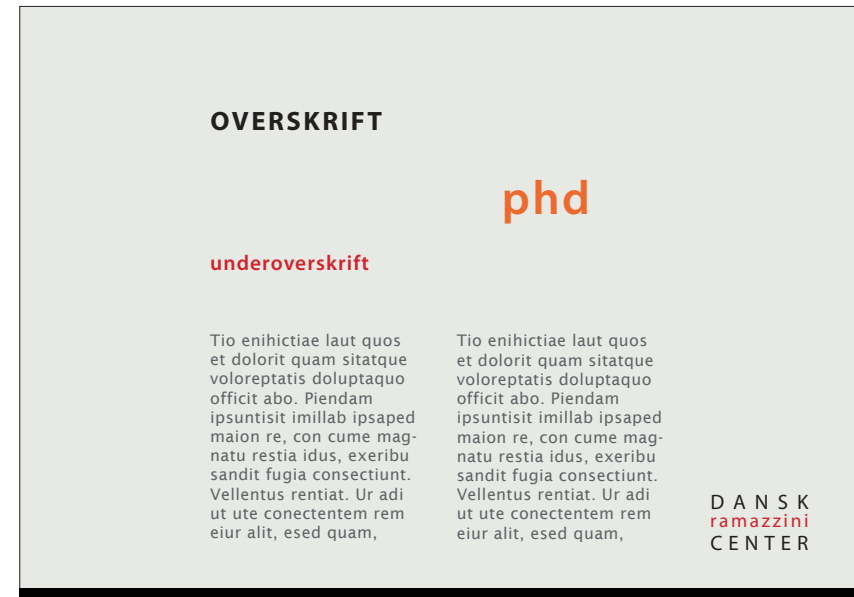 OVERSKRIFT
phd
underoverskrift
Tio enihictiae laut quos
et dolorit quam sitatque
voloreptatis doluptaquo
officit abo. Piendam
ipsuntisit imillab ipsaped
maion re, con cume mag-
natu restia idus, exeribu
sandit fugia consectiunt.
Vellentus rentiat. Ur adi
ut ute conectentem rem
eiur alit, esed quam,
Tio enihictiae laut quos
et dolorit quam sitatque
voloreptatis doluptaquo
officit abo. Piendam
ipsuntisit imillab ipsaped
maion re, con cume mag-
natu restia idus, exeribu
sandit fugia consectiunt.
Vellentus rentiat. Ur adi
ut ute conectentem rem
eiur alit, esed quam,
DANSK
ramazzini
CENTER